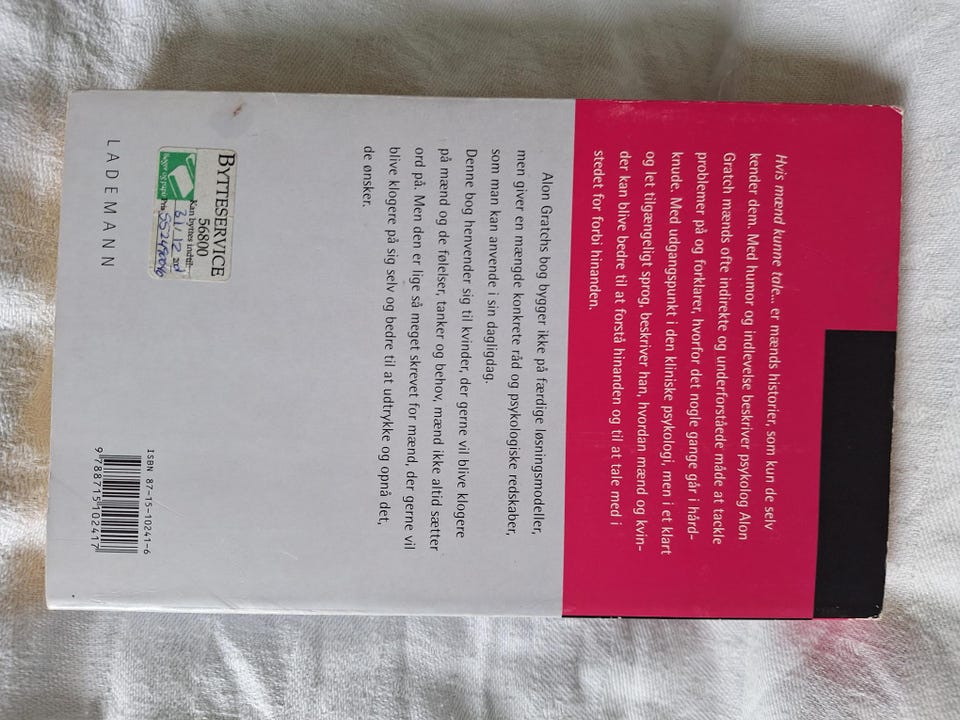 Hvis mænd kunne tale... er mænds historier, som kun de selv
kender dem. Med humor og indlevelse beskriver psykolog Alon
Gratch mænds ofte indirekte og underforståede måde at tackle
problemer på og forklarer, hvorfor det nogle gange går i hård-
knude. Med udgangspunkt i den kliniske psykologi, men i et klart
og let tilgængeligt sprog, beskriver han, hvordan mænd og kvin-
der kan blive bedre til at forstå hinanden og til at tale med i
stedet for forbi hinanden.
Alon Gratchs bog bygger ikke på færdige løsningsmodeller,
men giver en mængde konkrete råd og psykologiske redskaber,
som man kan anvende i sin dagligdag.
Denne bog henvender sig til kvinder, der gerne vil blive klogere
på mænd og de følelser, tanker og behov, mænd ikke altid sætter
ord på. Men den er lige så meget skrevet for mænd, der gerne vil
blive klogere på sig selv og bedre til at udtrykke og opnå det,
de ønsker.
BYTTESERVICE
56800
Kan byttes indtil:
31/12
bøger og papir
LADEMANN
ISBN 87-15-10241-6
9 788715 102417